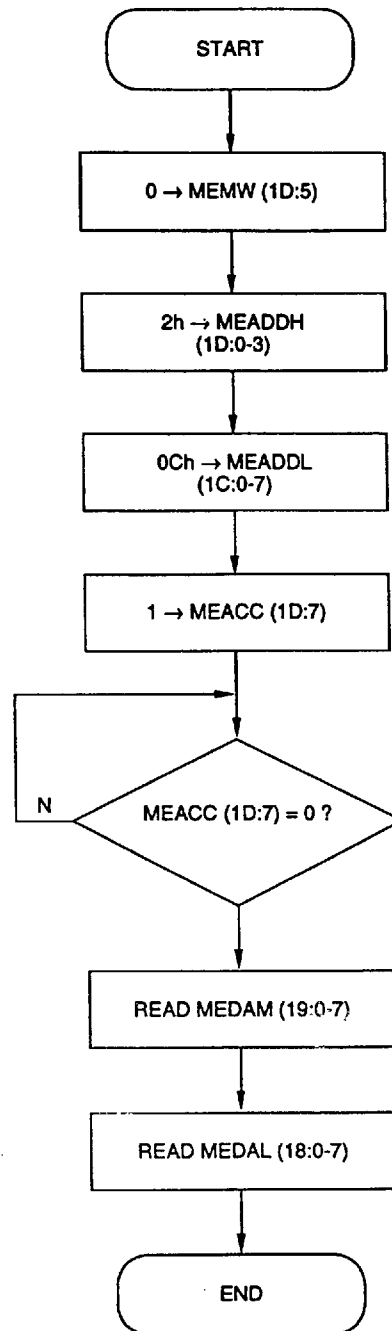 START
0 → MEMW (1D:5)
2h → MEADDH
(1D:0-3)
0Ch → MEADDL
(1C:0-7)
1 → MEACC (1D:7)
N
MEACC (1D:7) = 0 ?
READ MEDAM (19:0-7)
READ MEDAL (18:0-7)
END